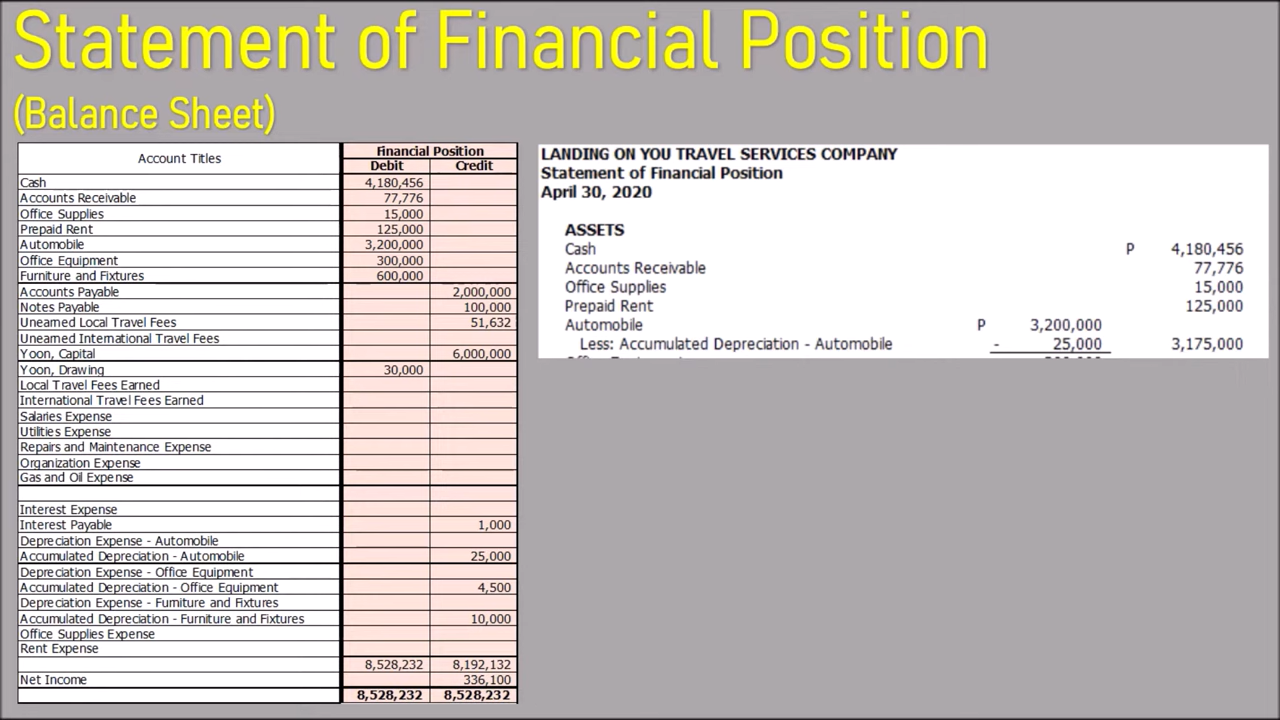 Statement of Financial Position
(Balance Sheet)
Account Titles
Financial Position
Debit Credit
Cash 4,180,456
Accounts Receivable 77,776
Office Supplies 15,000
Prepaid Rent 125,000
Automobile 3,200,000
Office Equipment 300,000
Furniture and Fixtures 600,000
Accounts Payable 2,000,000
Notes Payable 100,000
Unearned Local Travel Fees 51,632
Unearned International Travel Fees
Yoon, Capital 6,000,000
Yoon, Drawing 30,000
Local Travel Fees Earned
International Travel Fees Earned
Salaries Expense
Utilities Expense
Repairs and Maintenance Expense
Organization Expense
Gas and Oil Expense
Interest Expense
Interest Payable 1,000
Depreciation Expense - Automobile
Accumulated Depreciation - Automobile 25,000
Depreciation Expense - Office Equipment
Accumulated Depreciation - Office Equipment 4,500
Depreciation Expense - Furniture and Fixtures
Accumulated Depreciation - Furniture and Fixtures 10,000
Office Supplies Expense
Rent Expense
8,528,232 8,192,132
Net Income 336,100
8,528,232 8,528,232
LANDING ON YOU TRAVEL SERVICES COMPANY
Statement of Financial Position
April 30, 2020
ASSETS
Cash P 4,180,456
Accounts Receivable 77,776
Office Supplies 15,000
Prepaid Rent 125,000
Automobile P 3,200,000
Less: Accumulated Depreciation - Automobile - 25,000 3,175,000